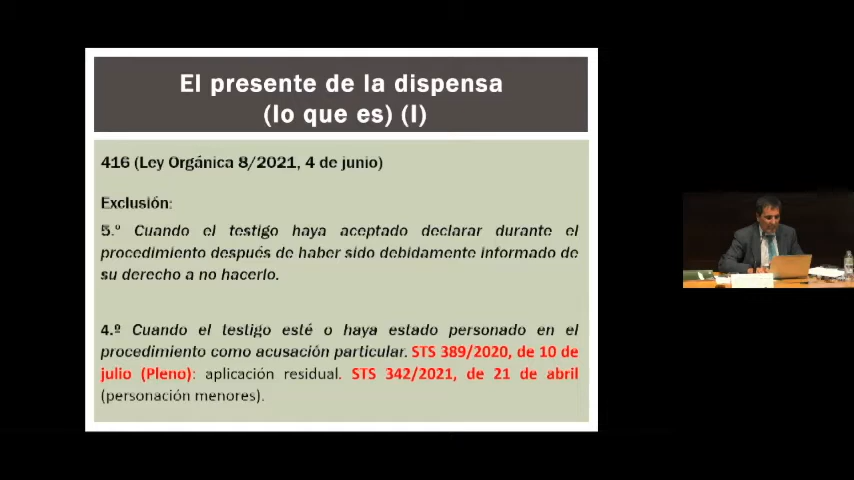 El presente de la dispensa
(lo que es) (I)
416 (Ley Orgánica 8/2021, 4 de junio)
Exclusión:
5.º Cuando el testigo haya aceptado declarar durante el
procedimiento después de haber sido debidamente informado de
su derecho a no hacerlo.
4.º Cuando el testigo esté o haya estado personado en el
procedimiento como acusación particular. STS 389/2020, de 10 de
julio (Pleno): aplicación residual. STS 342/2021, de 21 de abril
(personación menores).